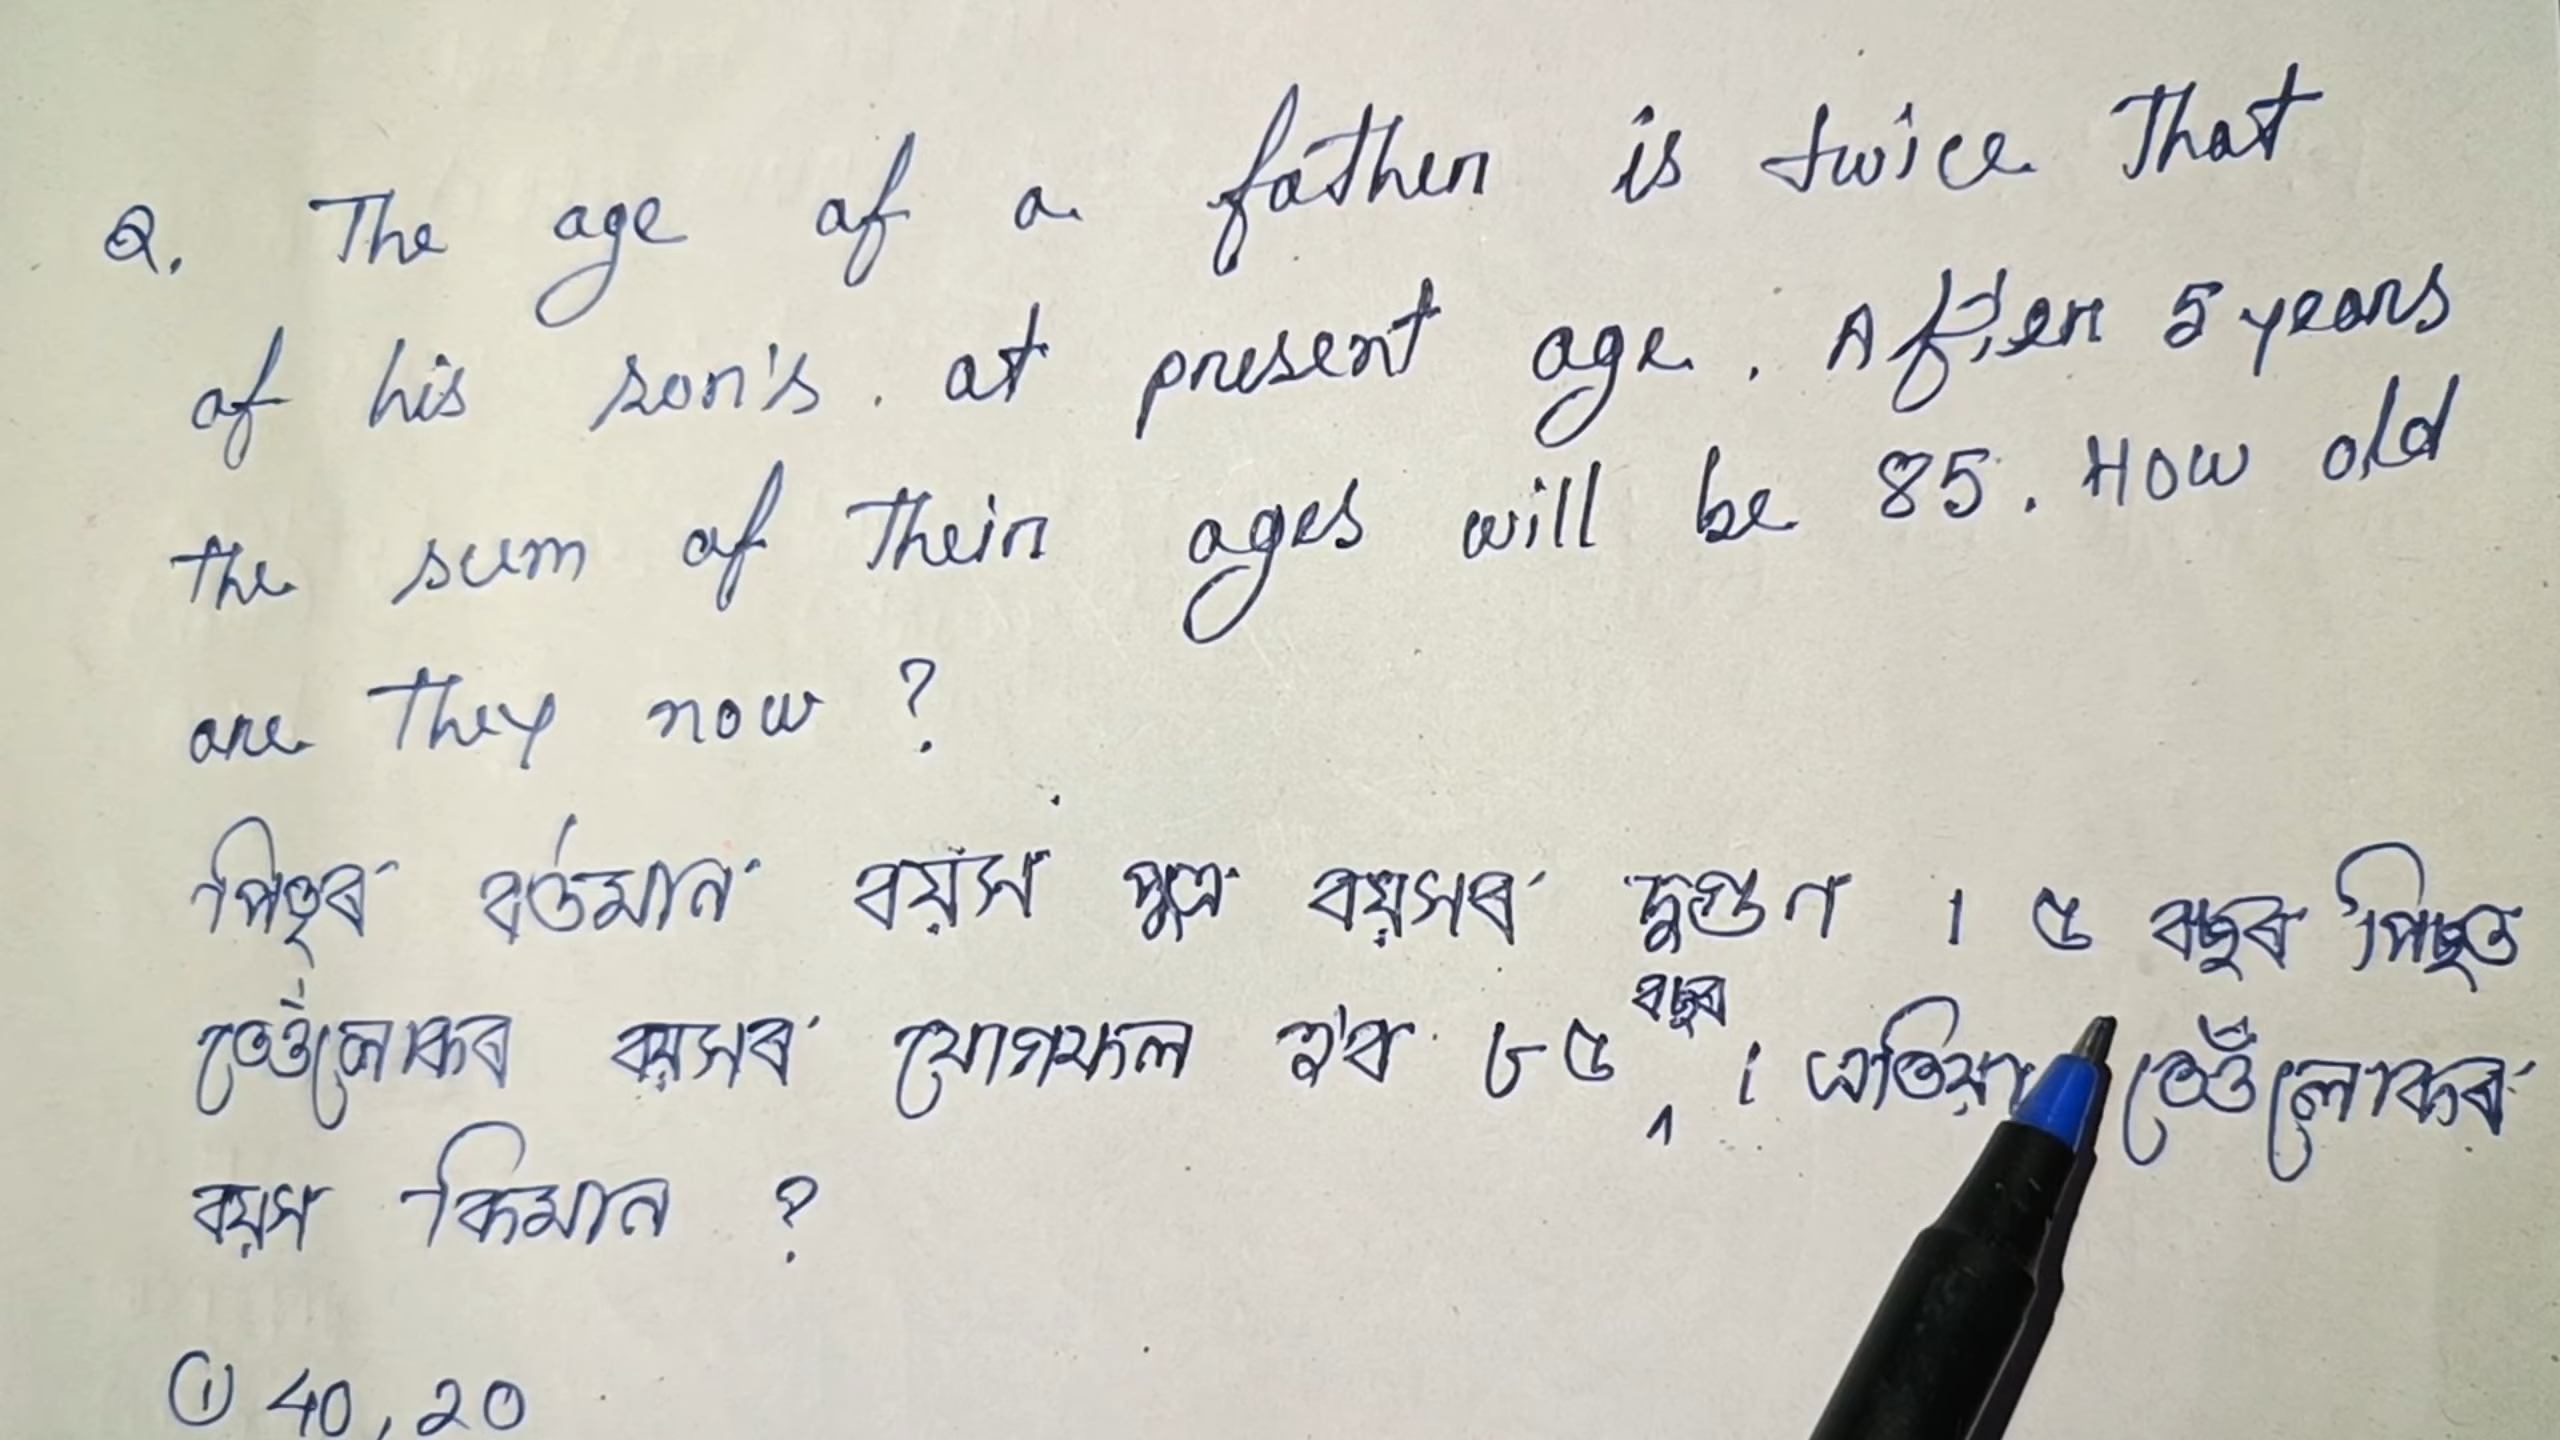 Q. The age of a father is twice that
of his son's. at present age. After 5 years
the sum of their ages will be 85. How old
are they now ?
পিতৃৰ বৰ্তমান বয়স পুত্ৰ বয়সৰ দুগুণ । ৫ বছৰ পিছত
তেওঁলোকৰ বয়সৰ যোগফল হ'ব ৮৫ বছৰ । এতিয়া তেওঁলোকৰ
বয়স কিমান ?
① 40, 20